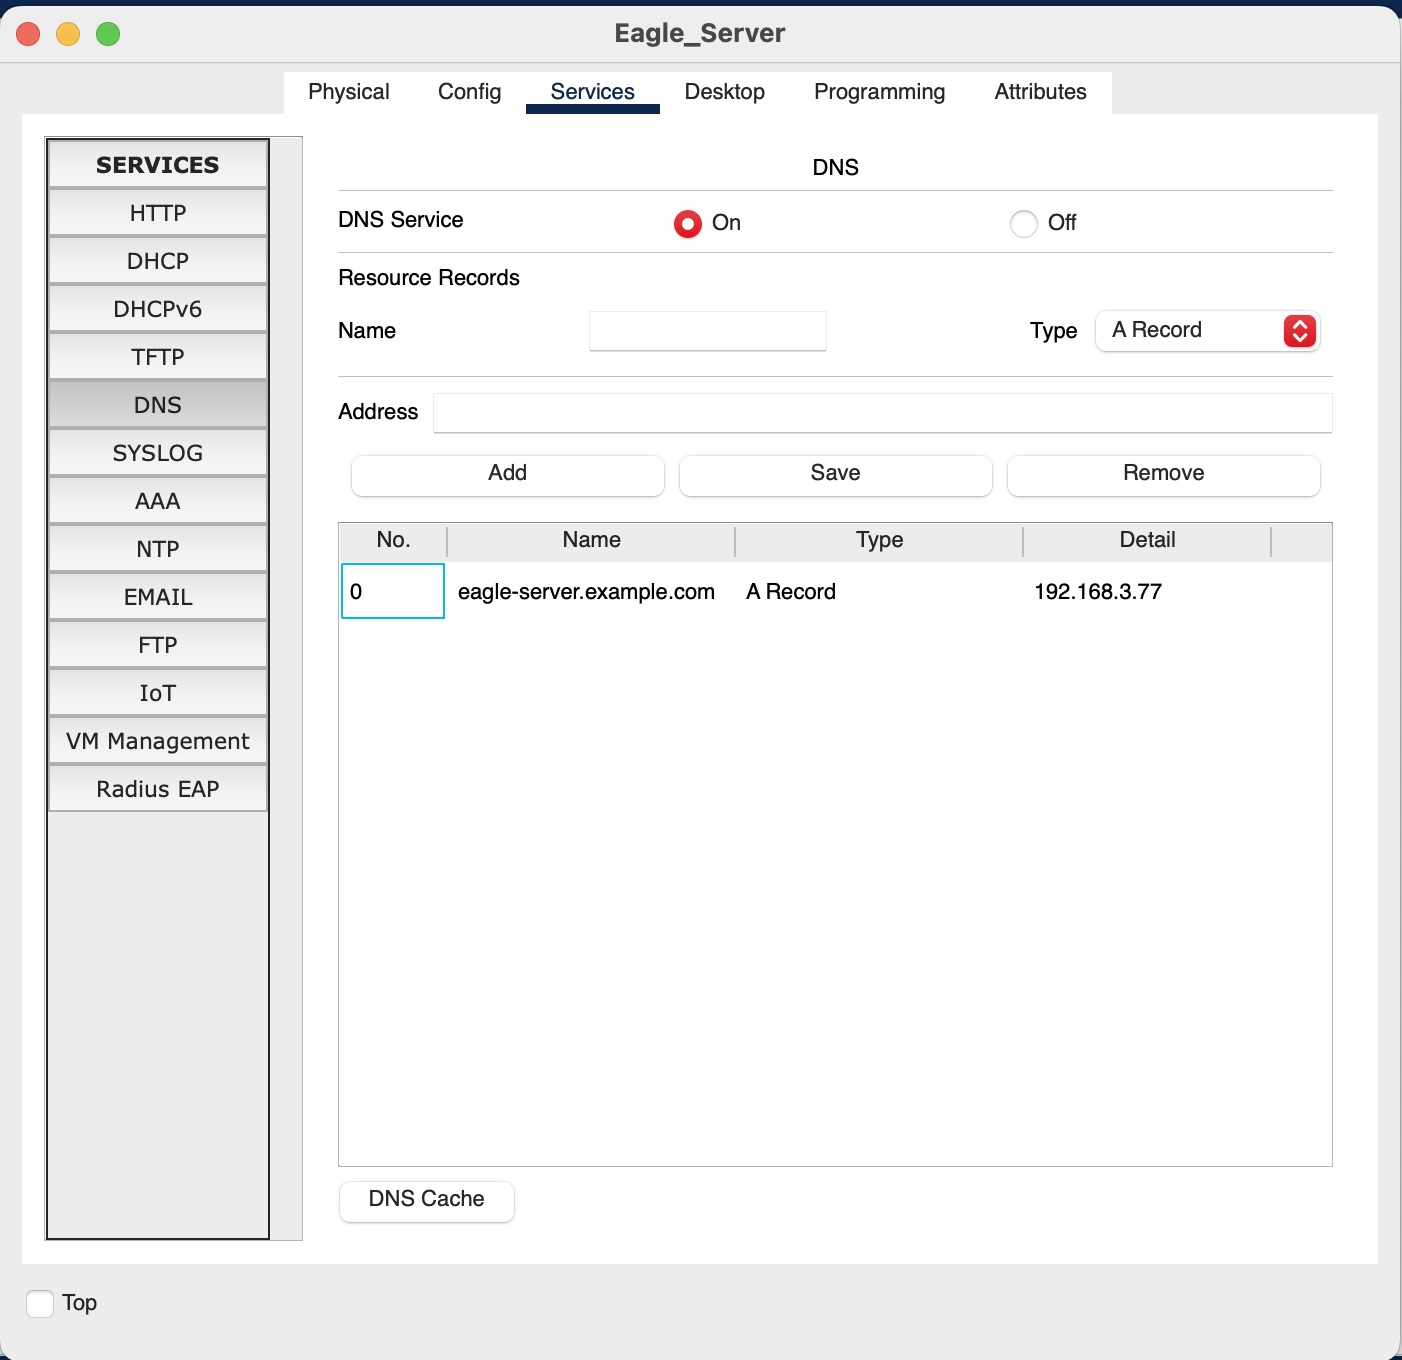 Eagle_Server
Physical Config Services Desktop Programming Attributes
SERVICES
HTTP
DHCP
DHCPv6
TFTP
DNS
SYSLOG
AAA
NTP
EMAIL
FTP
IoT
VM Management
Radius EAP
DNS
DNS Service On Off
Resource Records
Name Type A Record
Address
Add Save Remove
No. Name Type Detail
0 eagle-server.example.com A Record 192.168.3.77
DNS Cache
Top